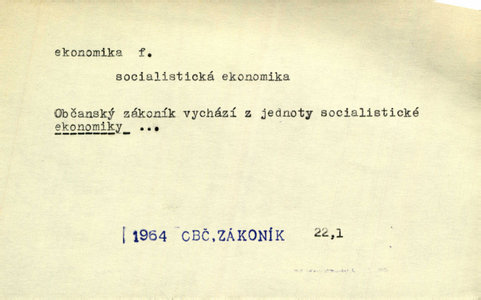 ekonomika f.
socialistická ekonomika
Občanský zákoník vychází z jednoty socialistické
ekonomiky ...
1964 OBČ, ZÁKONÍK 22,1